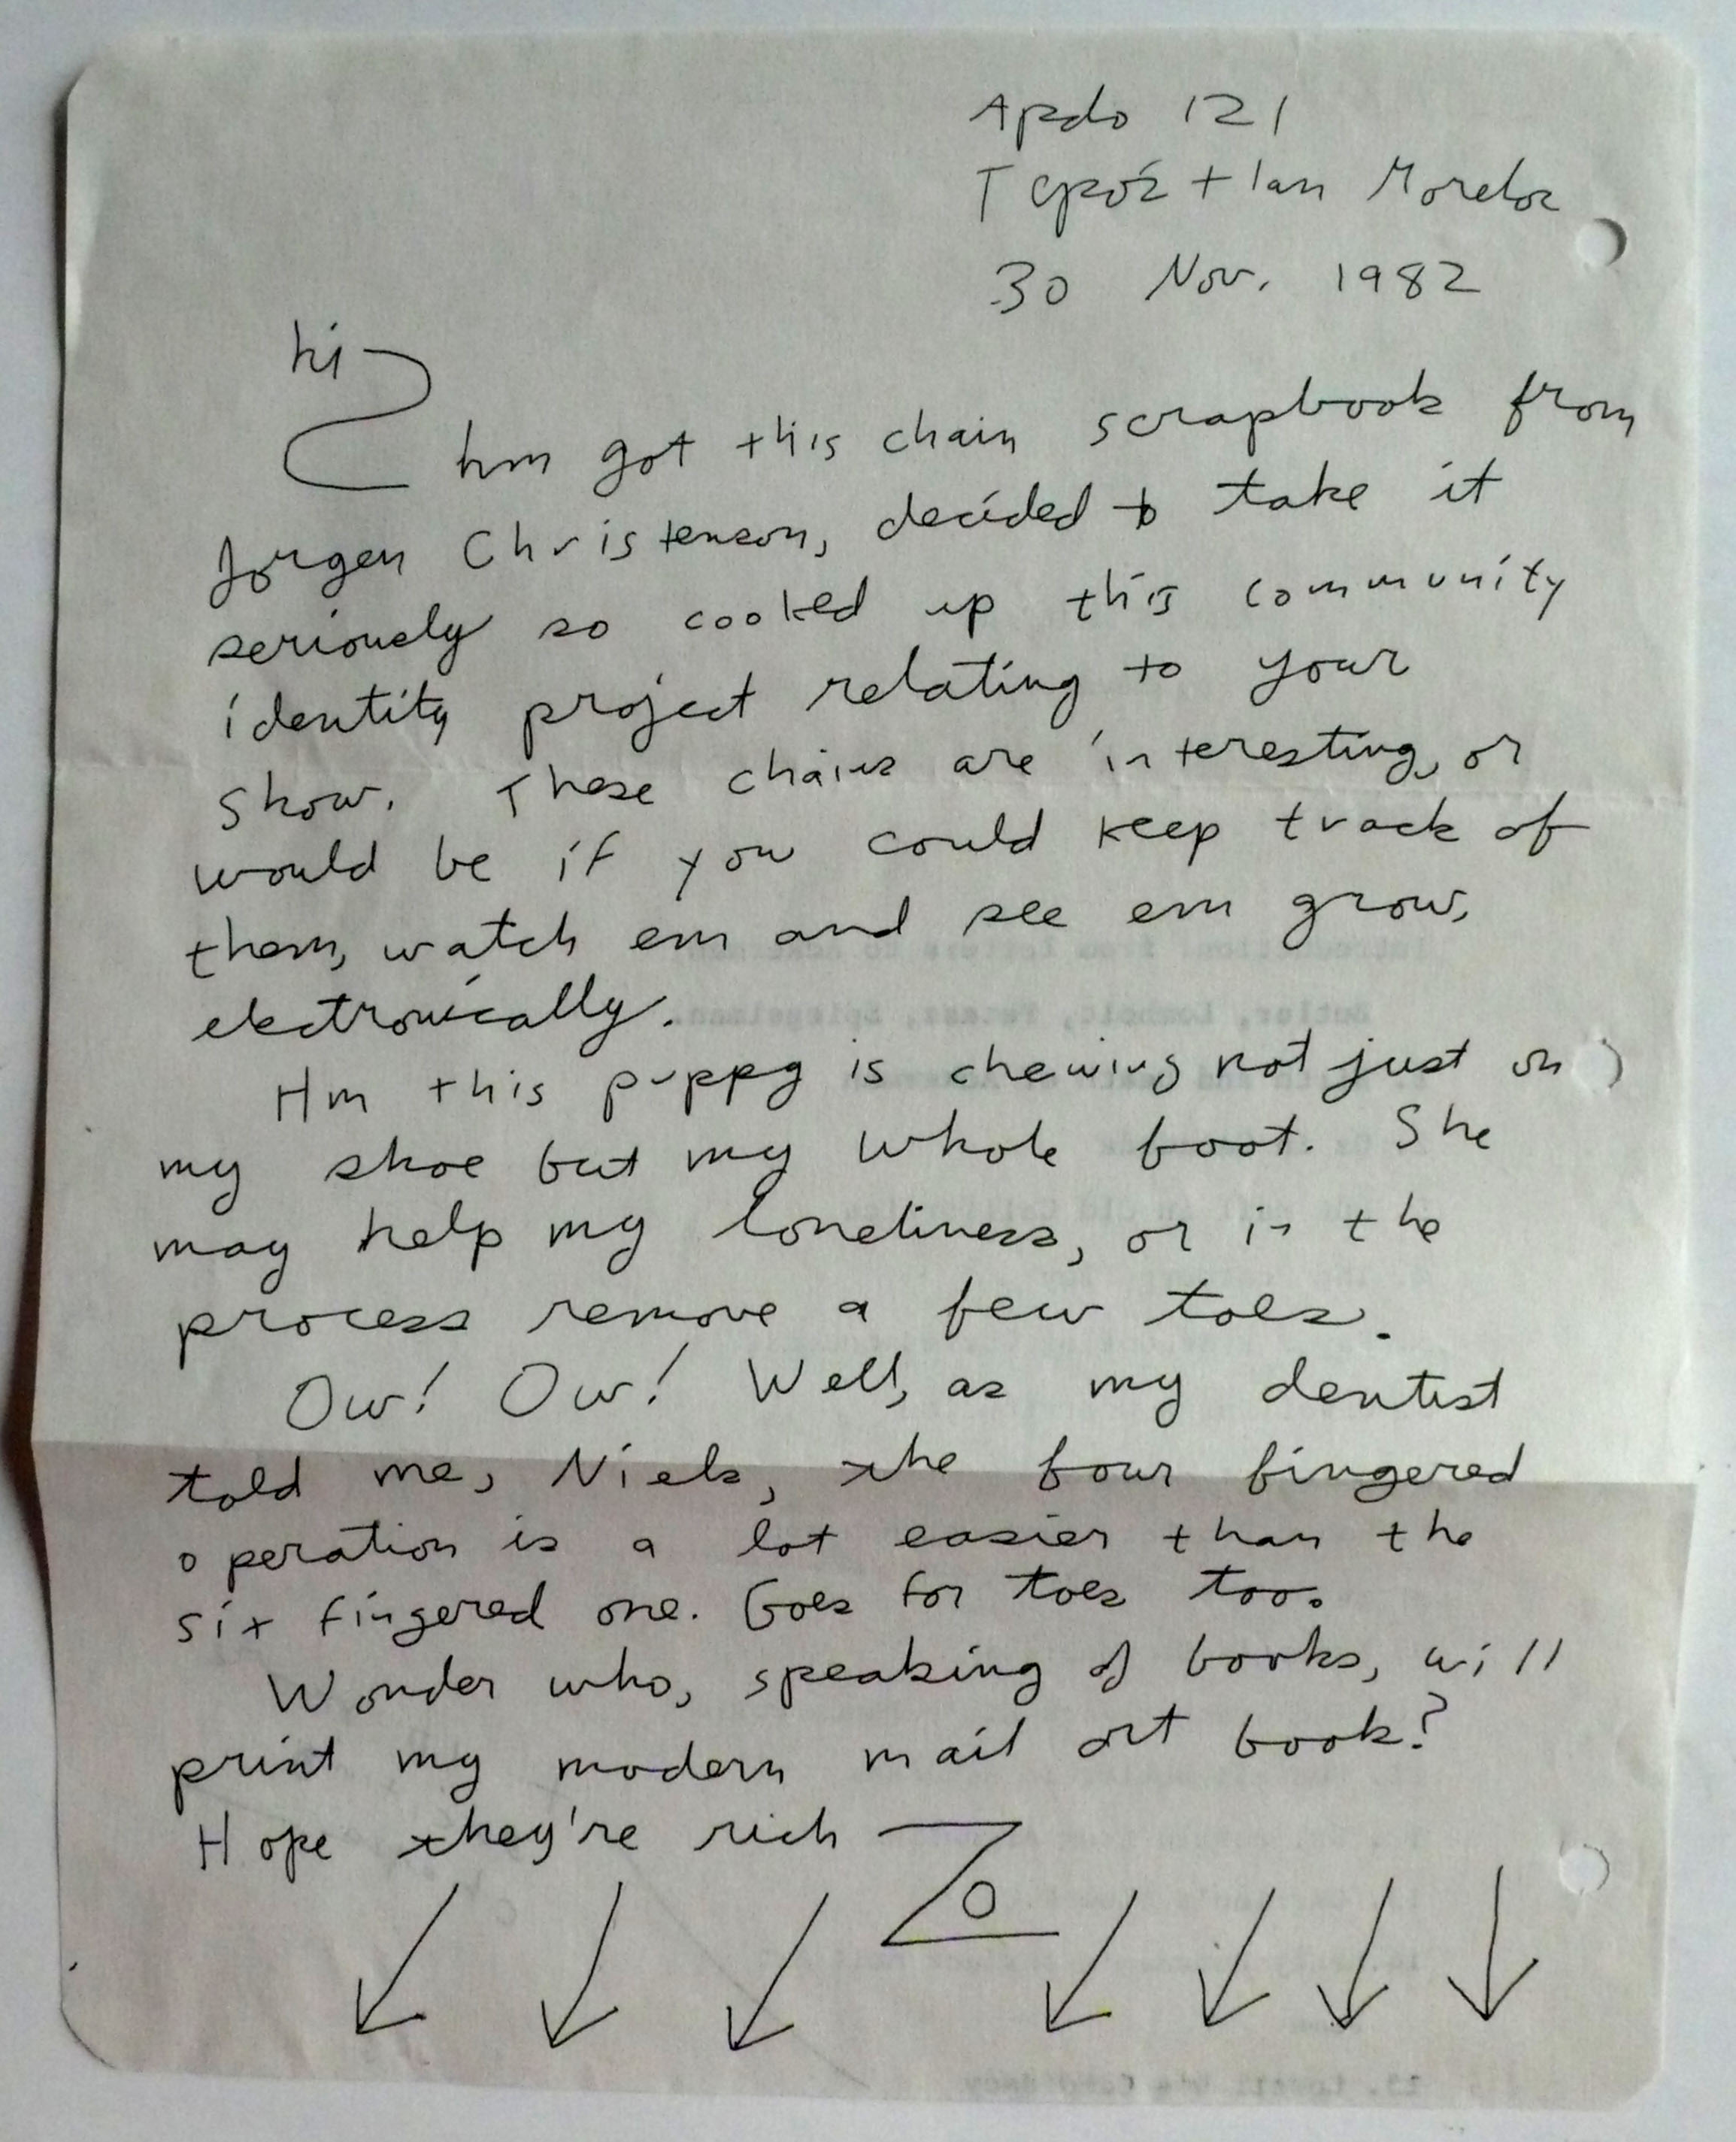 Apdo 121
Tepóztlan Morelos
30 Nov. 1982
hi
hm got this chain scrapbook from
Jorgen Christenson, decided to take it
seriously so cooked up this community
identity project relating to your
show. These chains are interesting, or
would be if you could keep track of
them, watch em and see em grow,
electronically.
Hm this puppy is chewing not just on
my shoe but my whole foot. She
may help my loneliness, or in the
process remove a few toes.
Ow! Ow! Well, as my dentist
told me, Niels, the four fingered
operation is a lot easier than the
six fingered one. Goes for toes too.
Wonder who, speaking of books, will
print my modern mail art book?
Hope they're rich